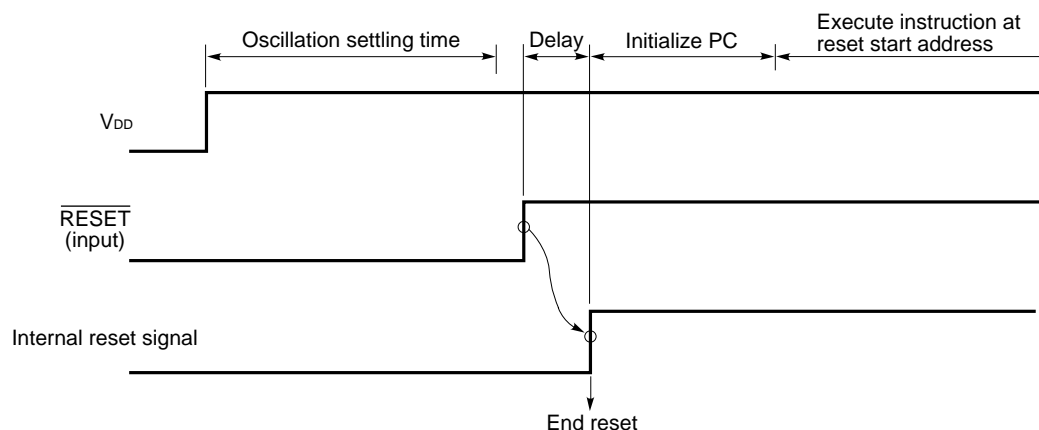 Oscillation settling time
Delay
Initialize PC
Execute instruction at
reset start address
VDD
RESET
(input)
Internal reset signal
End reset